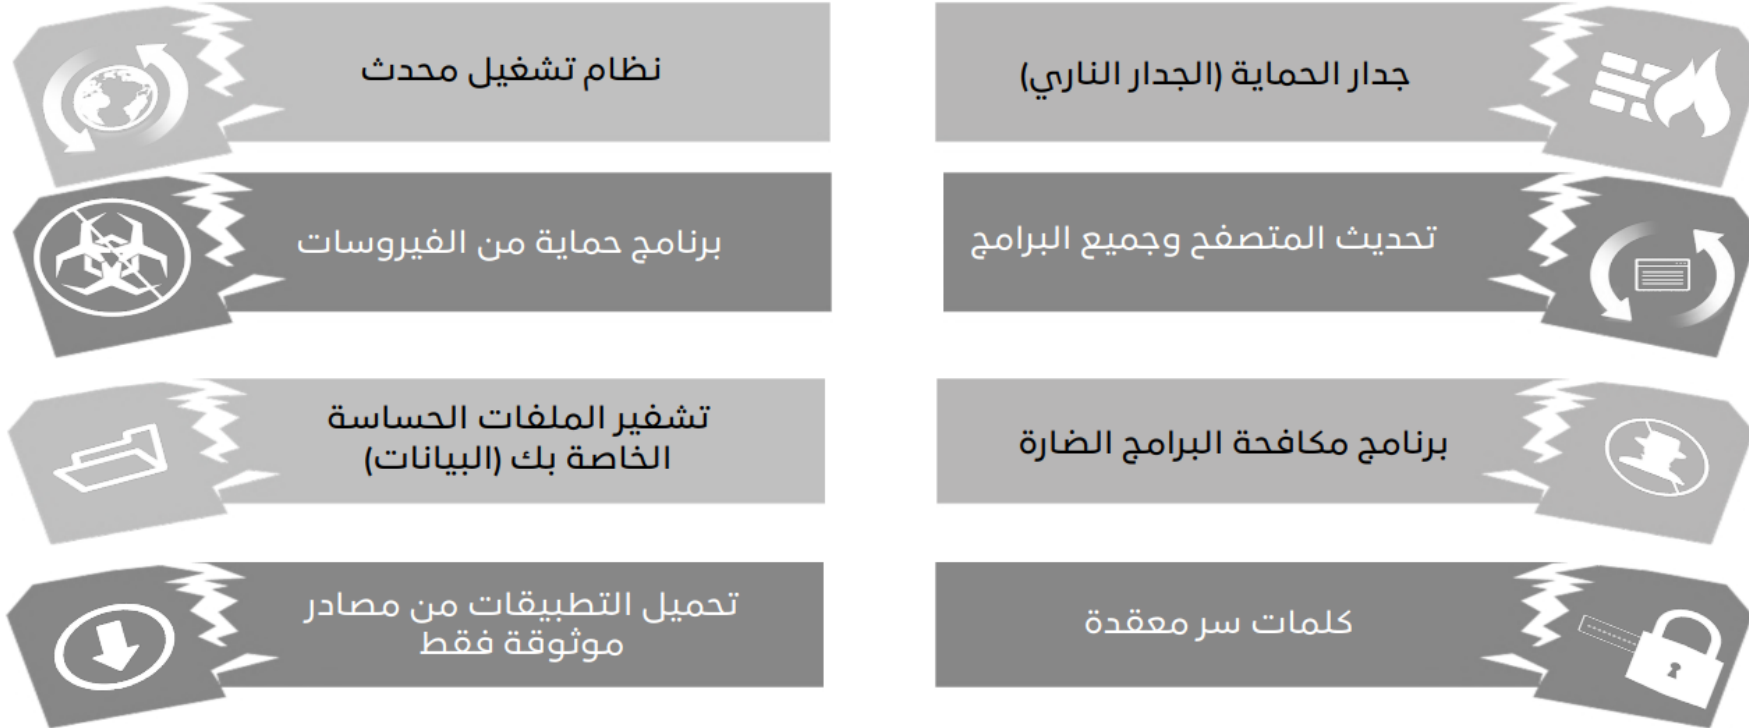 جدار الحماية (الجدار الناري)
نظام تشغيل محدث
تحديث المتصفح وجميع البرامج
برنامج حماية من الفيروسات
برنامج مكافحة البرامج الضارة
تشفير الملفات الحساسة
الخاصة بك (البيانات)
كلمات سر معقدة
تحميل التطبيقات من مصادر
موثوقة فقط